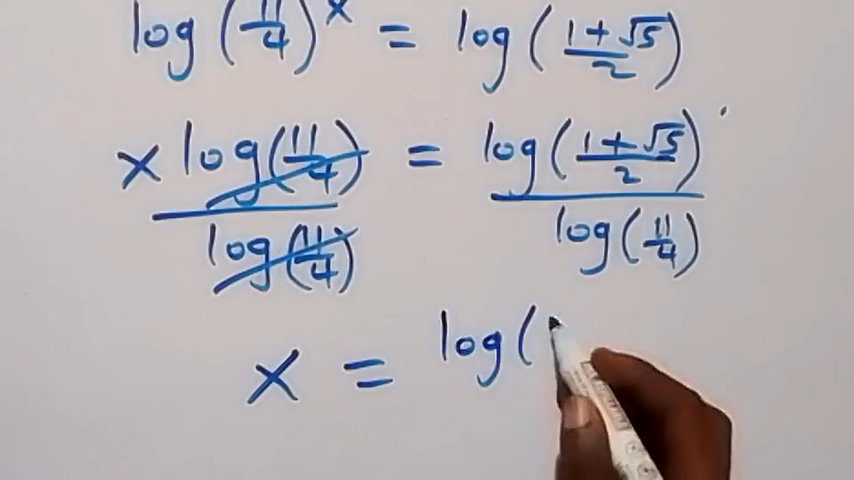 log (11/4)^x = log (1 + √5 / 2)
x log (11/4) / log (11/4) = log (1 + √5 / 2) / log (11/4)
x = log (